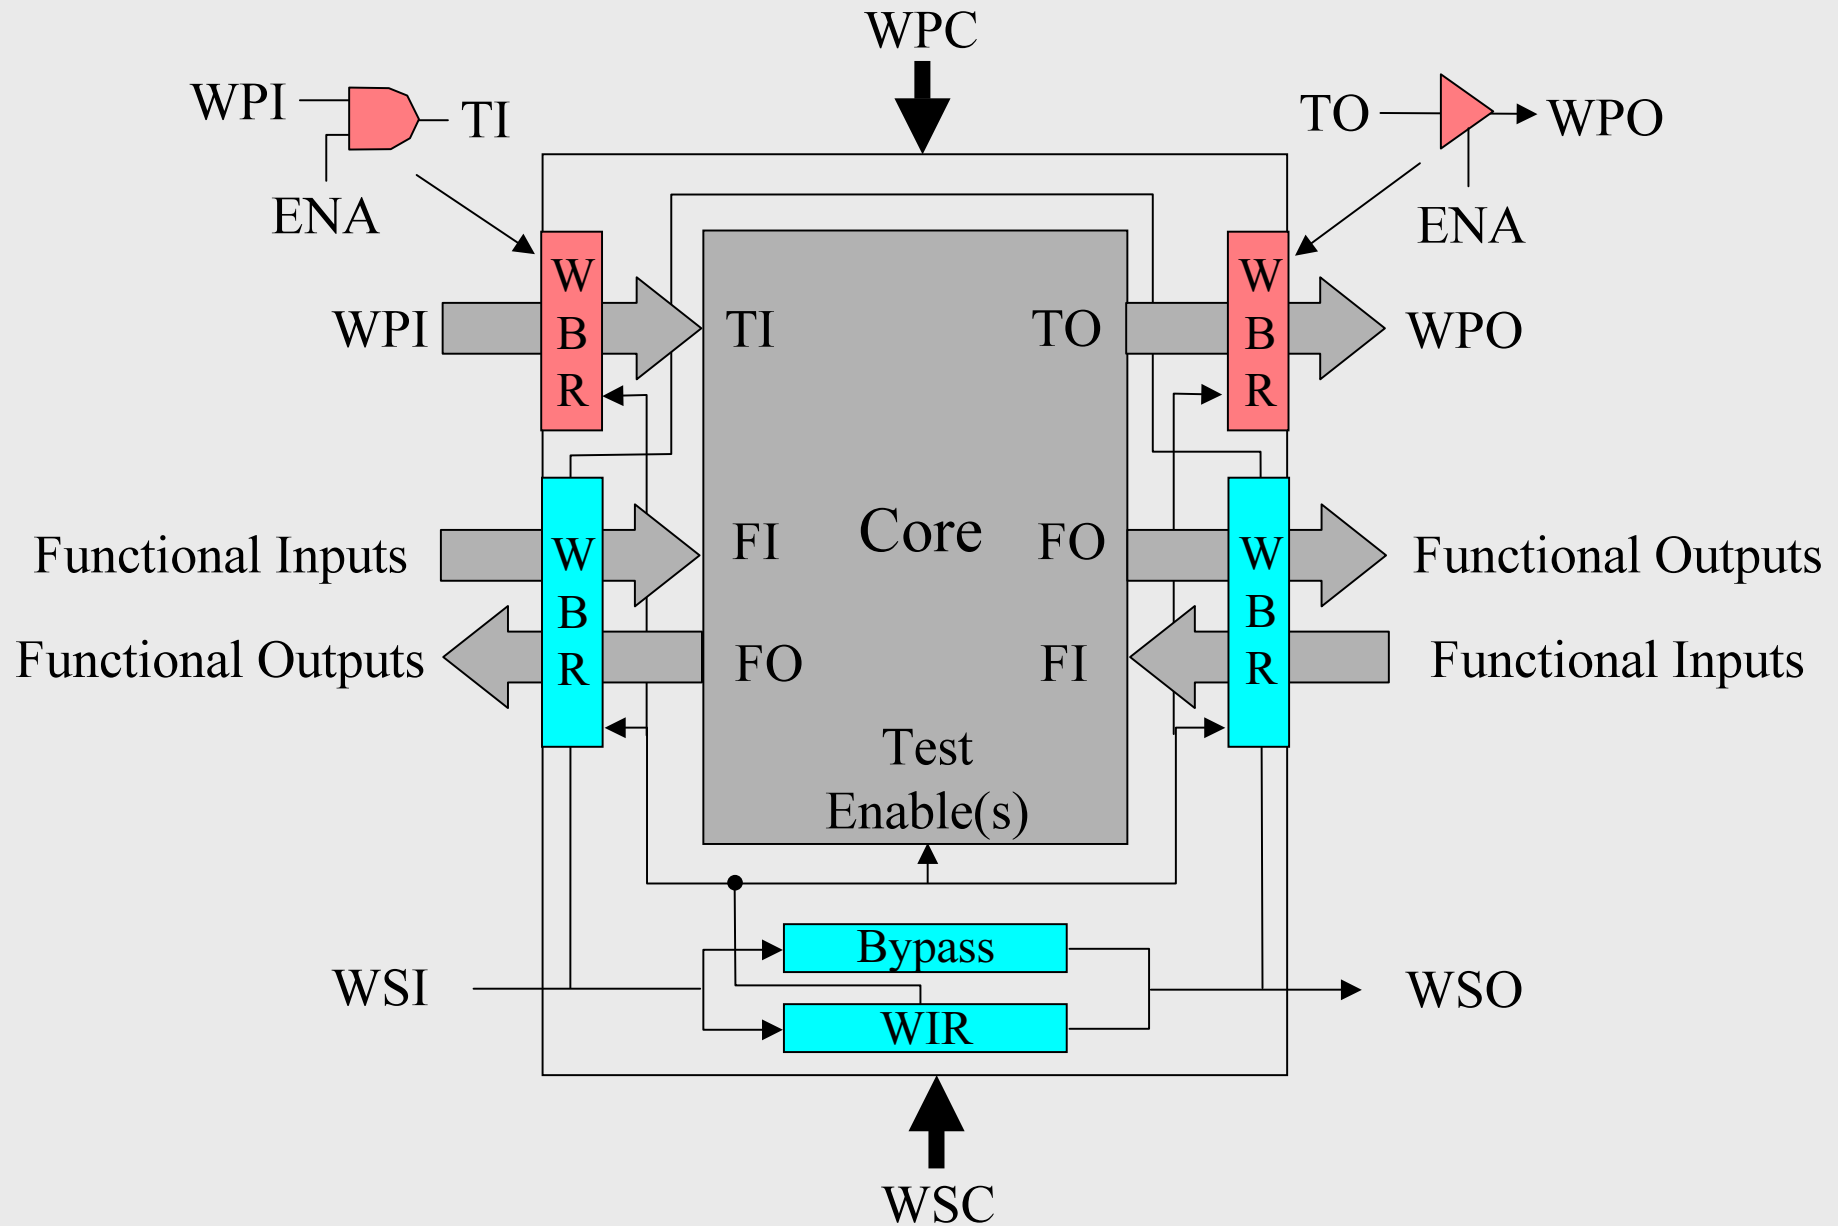 WPC
WPI
TI
ENA
TO
WPO
ENA
W
B
R
W
B
R
WPI
TI
TO
WPO
Functional Inputs
W
B
R
FI
Core
FO
W
B
R
Functional Outputs
Functional Outputs
FO
FI
Functional Inputs
Test
Enable(s)
Bypass
WSI
WSO
WIR
WSC